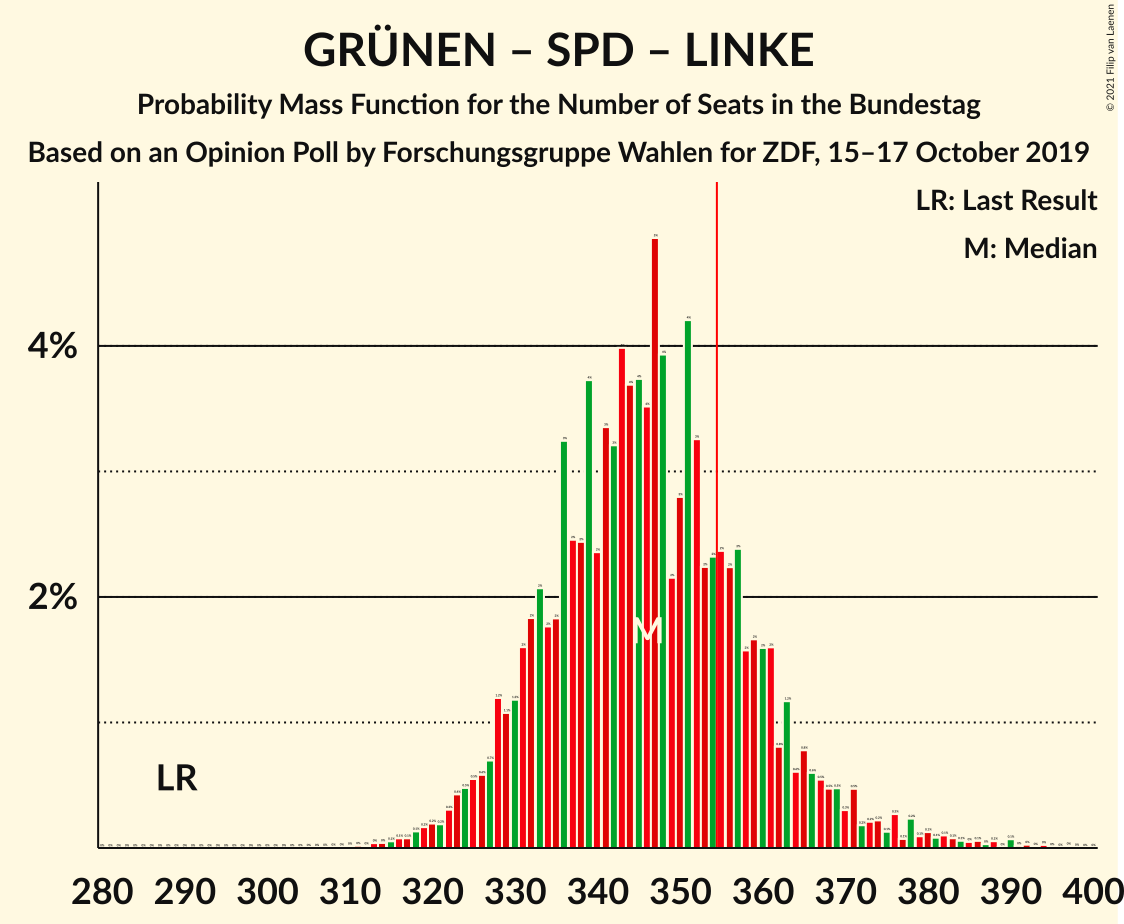 GRÜNEN – SPD – LINKE
Probability Mass Function for the Number of Seats in the Bundestag
Based on an Opinion Poll by Forschungsgruppe Wahlen for ZDF, 15–17 October 2019
© 2021 Filip van Laenen
LR: Last Result
M: Median
4%
2%
M
LR
280 290 300 310 320 330 340 350 360 370 380 390 400